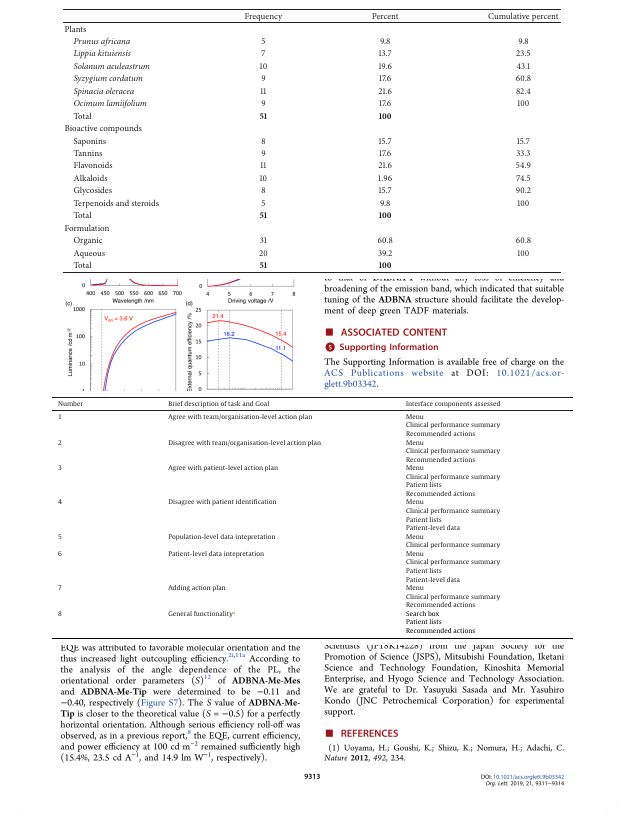 Frequency Percent Cumulative percent
Plants
Prunus africana 5 9.8 9.8
Lippia kituiensis 7 13.7 23.5
Solanum aculeastrum 10 19.6 43.1
Syzygium cordatum 9 17.6 60.8
Spinacia oleracea 11 21.6 82.4
Ocimum lamiifolium 9 17.6 100
Total 51 100
Bioactive compounds
Saponins 8 15.7 15.7
Tannins 9 17.6 33.3
Flavonoids 11 21.6 54.9
Alkaloids 10 1.96 74.5
Glycosides 8 15.7 90.2
Terpenoids and steroids 5 9.8 100
Total 51 100
Formulation
Organic 31 60.8 60.8
Aqueous 20 39.2 100
Total 51 100
0
400 450 500 550 600 650 700
Wavelength /nm
0
4 5 6 7 8
Driving voltage /V
(c)
1000
100
10
1
Luminance /cd m⁻²
Von = 3.6 V
(d)
25
20
15
10
5
0
External quantum efficiency /%
21.4
16.2
15.4
11.1
broadening of the emission band, which indicated that suitable
tuning of the ADBNA structure should facilitate the develop-
ment of deep green TADF materials.
■ ASSOCIATED CONTENT
S Supporting Information
The Supporting Information is available free of charge on the
ACS Publications website at DOI: 10.1021/acs.or-
glett.9b03342.
Number Brief description of task and Goal Interface components assessed
1 Agree with team/organisation-level action plan Menu
Clinical performance summary
Recommended actions
2 Disagree with team/organisation-level action plan Menu
Clinical performance summary
Recommended actions
3 Agree with patient-level action plan Menu
Clinical performance summary
Patient lists
Recommended actions
4 Disagree with patient identification Menu
Clinical performance summary
Patient lists
Patient-level data
5 Population-level data intepretation Menu
Clinical performance summary
6 Patient-level data intepretation Menu
Clinical performance summary
Patient lists
Patient-level data
7 Adding action plan Menu
Clinical performance summary
Recommended actions
8 General functionality Search box
Patient lists
Recommended actions
EQE was attributed to favorable molecular orientation and the
thus increased light outcoupling efficiency.2i,11a According to
the analysis of the angle dependence of the PL, the
orientational order parameters (S)12 of ADBNA-Me-Mes
and ADBNA-Me-Tip were determined to be −0.11 and
−0.40, respectively (Figure S7). The S value of ADBNA-Me-
Tip is closer to the theoretical value (S = −0.5) for a perfectly
horizontal orientation. Although serious efficiency roll-off was
observed, as in a previous report,8 the EQE, current efficiency,
and power efficiency at 100 cd m⁻² remained sufficiently high
(15.4%, 23.5 cd A⁻¹, and 14.9 lm W⁻¹, respectively).
Scientists (JP18K14228) from the Japan Society for the
Promotion of Science (JSPS), Mitsubishi Foundation, Iketani
Science and Technology Foundation, Kinoshita Memorial
Enterprise, and Hyogo Science and Technology Association.
We are grateful to Dr. Yasuyuki Sasada and Mr. Yasuhiro
Kondo (JNC Petrochemical Corporation) for experimental
support.
■ REFERENCES
(1) Uoyama, H.; Goushi, K.; Shizu, K.; Nomura, H.; Adachi, C.
Nature 2012, 492, 234.
9313
DOI: 10.1021/acs.orglett.9b03342
Org. Lett. 2019, 21, 9311−9314